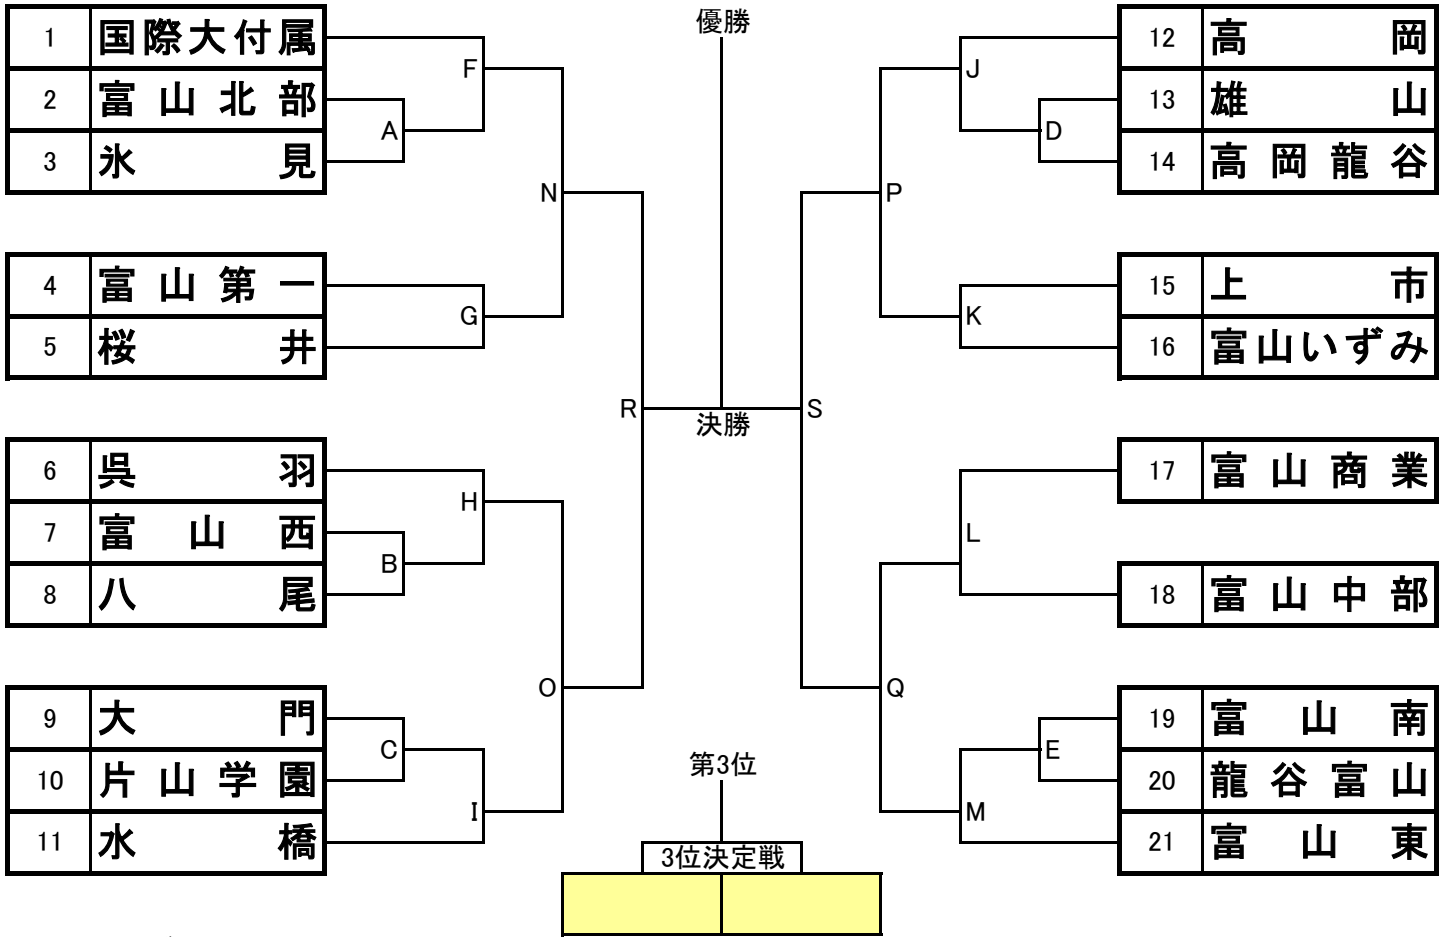 優勝
1 国際大付属
2 富山北部
3 氷見
F
A
N
4 富山第一
5 桜井
G
R
6 呉羽
7 富山西
8 八尾
H
B
O
9 大門
10 片山学園
11 水橋
C
I
決勝
12 高岡
13 雄山
14 高岡龍谷
J
D
P
15 上市
16 富山いずみ
K
S
17 富山商業
18 富山中部
L
Q
19 富山南
20 龍谷富山
21 富山東
E
M
第3位
3位決定戦